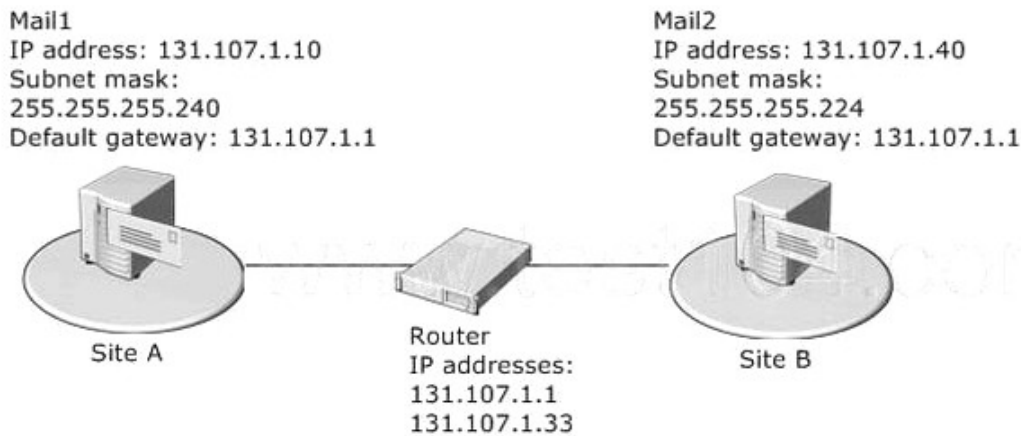 Mail1
IP address: 131.107.1.10
Subnet mask:
255.255.255.240
Default gateway: 131.107.1.1
Mail2
IP address: 131.107.1.40
Subnet mask:
255.255.255.224
Default gateway: 131.107.1.1
Site A
Router
IP addresses:
131.107.1.1
131.107.1.33
Site B